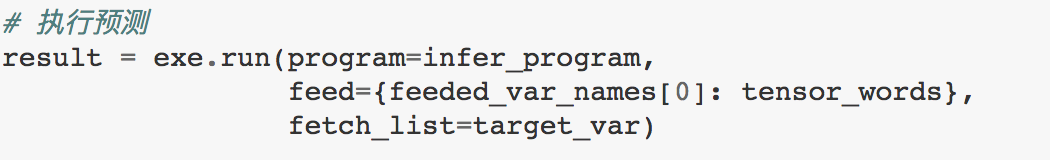 # 执行预测
result = exe.run(program=infer_program,
                 feed={feeded_var_names[0]: tensor_words},
                 fetch_list=target_var)